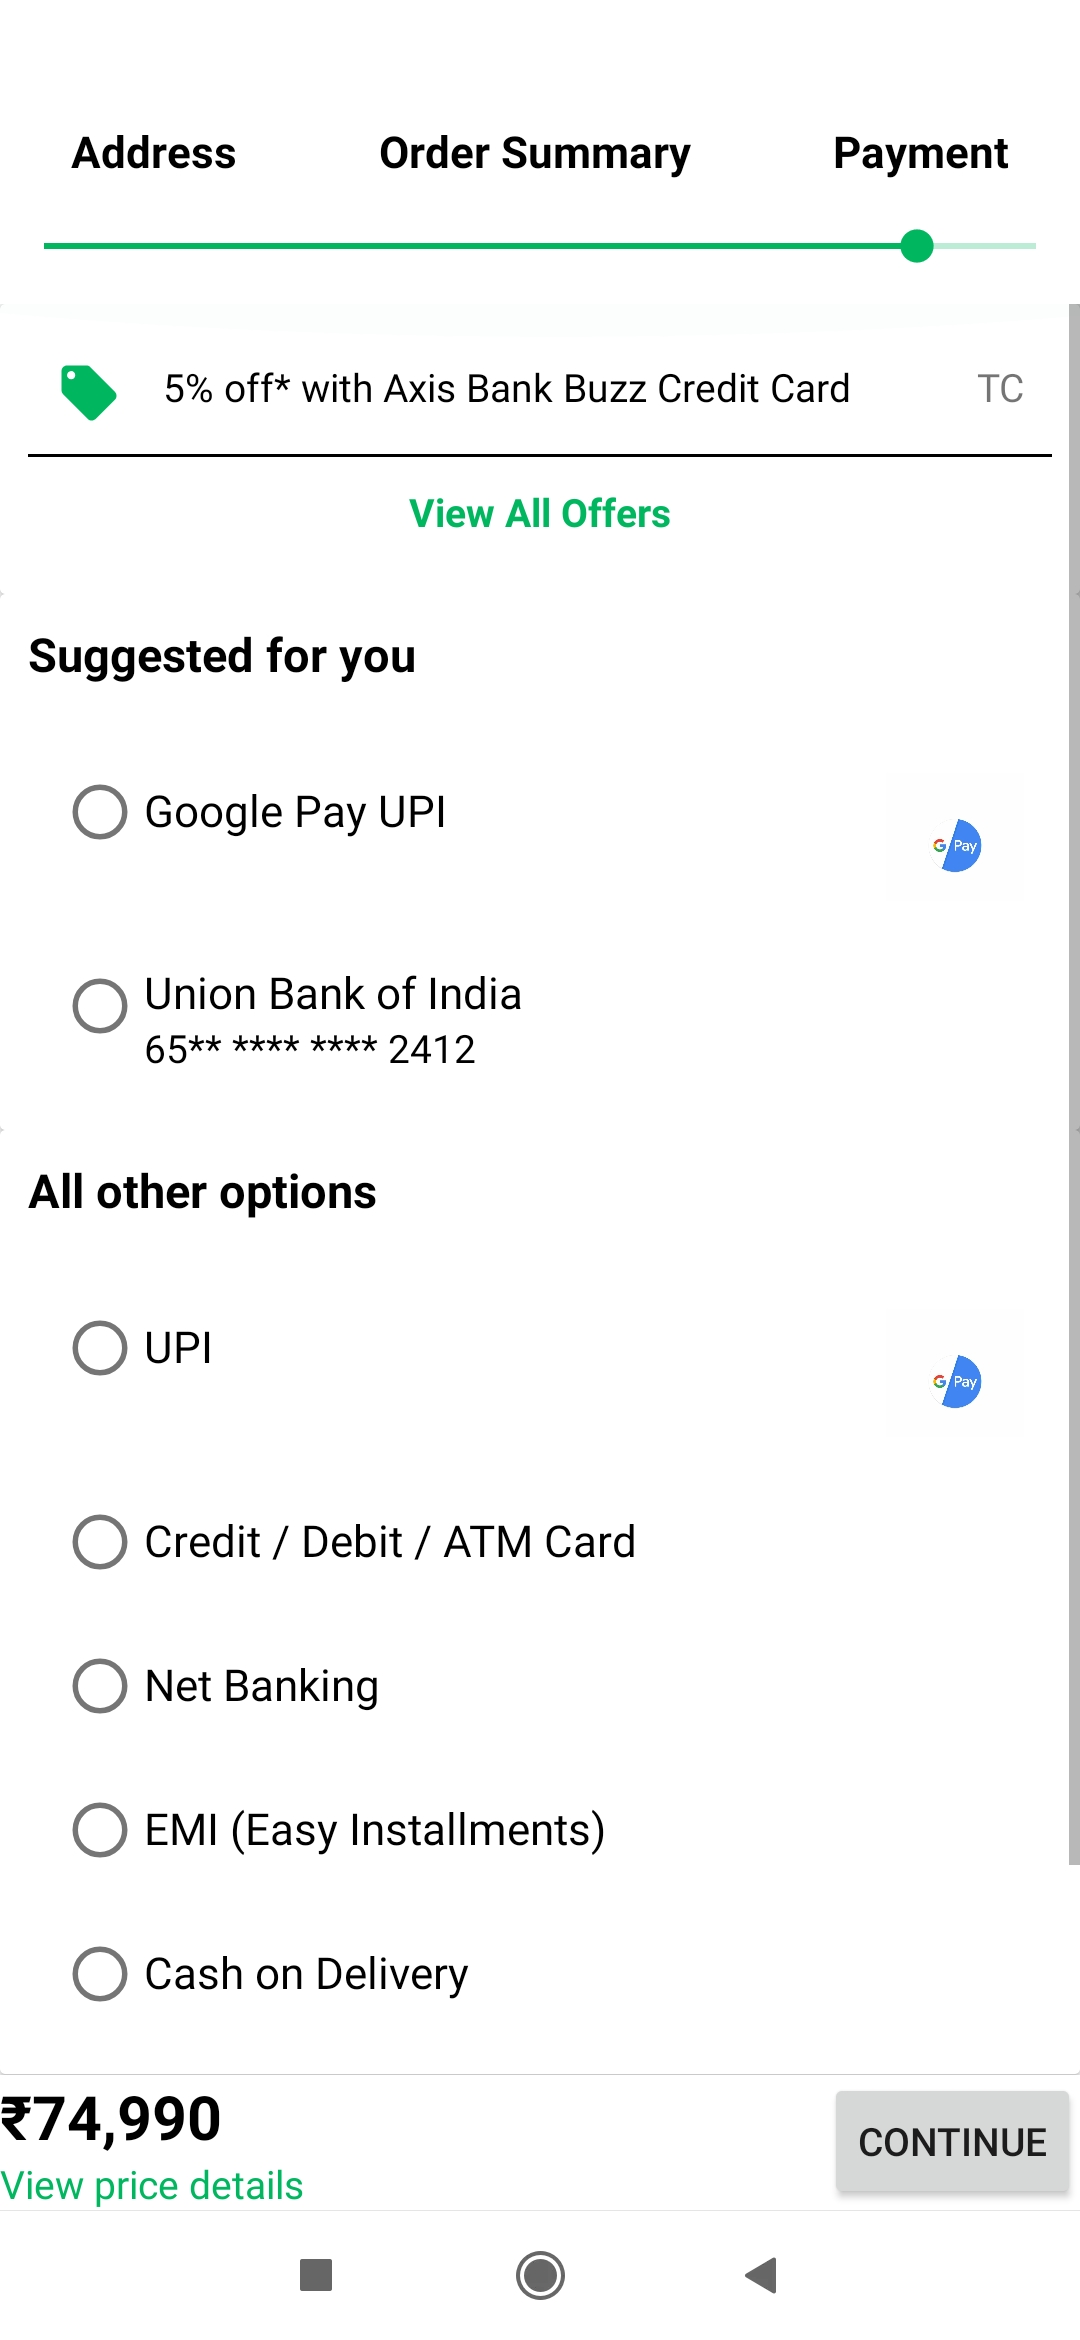 Address Order Summary Payment
5% off* with Axis Bank Buzz Credit Card TC
View All Offers
Suggested for you
Google Pay UPI
G Pay
Union Bank of India
65** **** **** 2412
All other options
UPI
G Pay
Credit / Debit / ATM Card
Net Banking
EMI (Easy Installments)
Cash on Delivery
₹74,990
CONTINUE
View price details